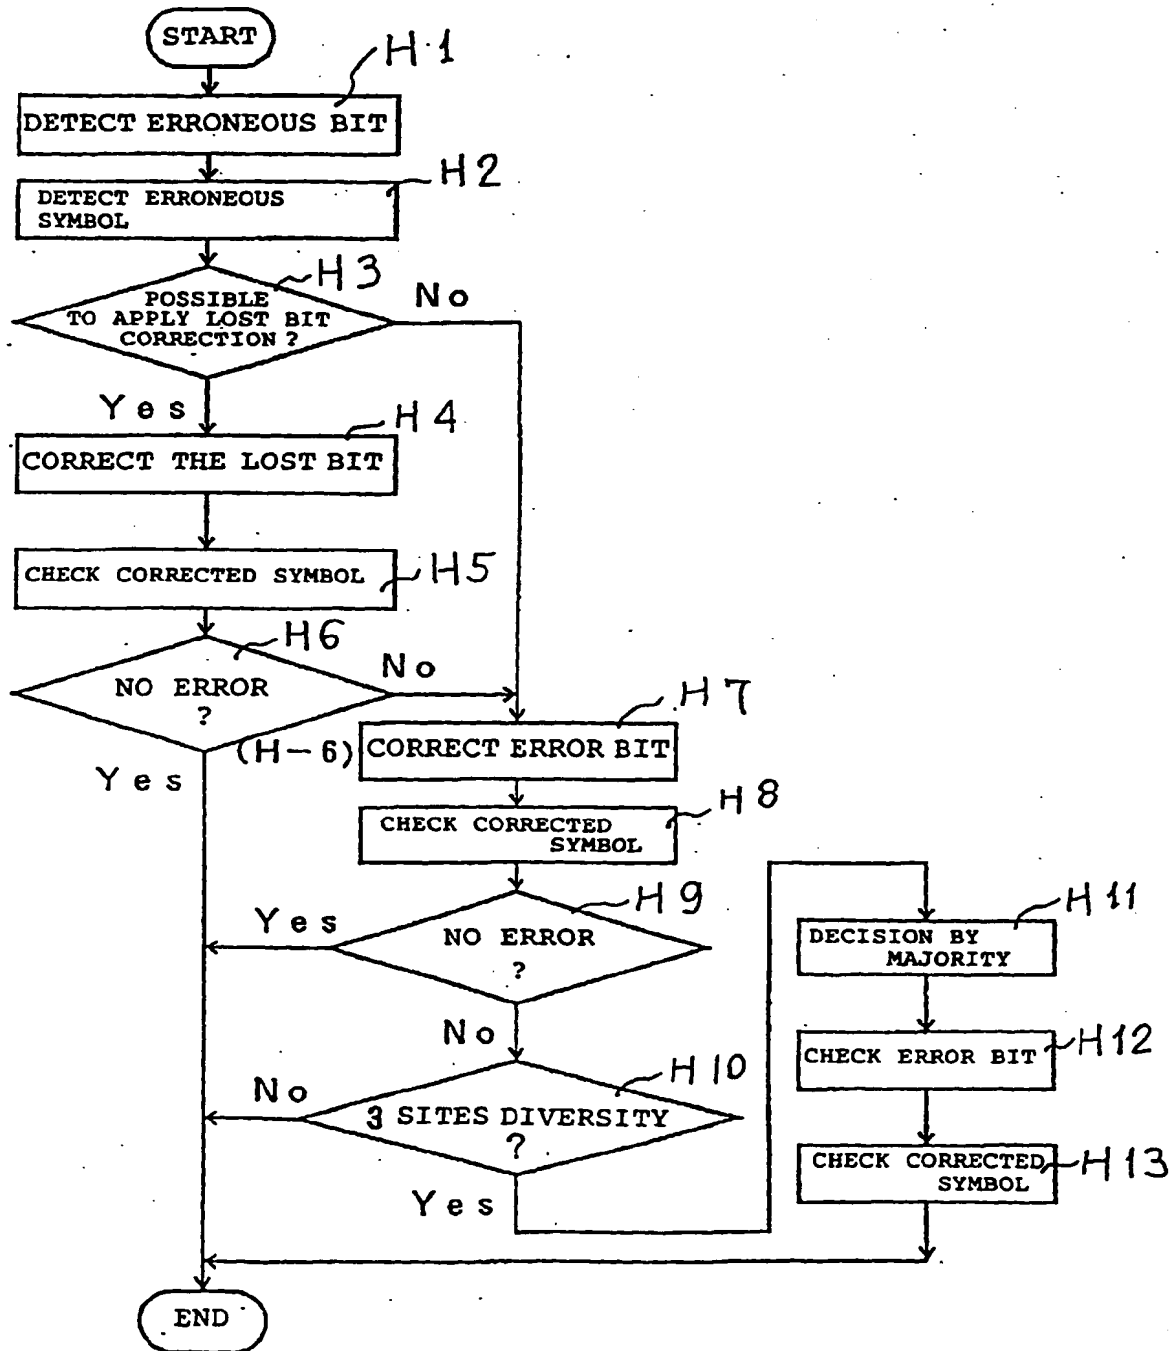 START
H1
DETECT ERRONEOUS BIT
H2
DETECT ERRONEOUS
SYMBOL
H3
POSSIBLE
TO APPLY LOST BIT
CORRECTION ?
No
Yes
H4
CORRECT THE LOST BIT
CHECK CORRECTED SYMBOL
H5
H6
NO ERROR
?
No
Yes
H7
(H-6)
CORRECT ERROR BIT
H8
CHECK CORRECTED
SYMBOL
H9
NO ERROR
?
Yes
No
H10
3 SITES DIVERSITY
?
No
Yes
H11
DECISION BY
MAJORITY
CHECK ERROR BIT
H12
CHECK CORRECTED
SYMBOL
H13
END